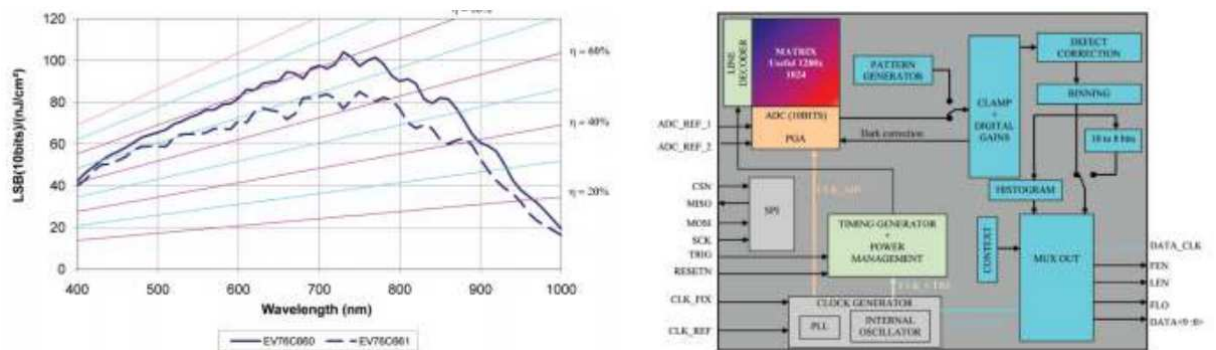 120
100
80
60
40
20
0
LSB(10bits)/(nJ/cm²)
η = 60%
η = 40%
η = 20%
400 500 600 700 800 900 1000
Wavelength (nm)
EV76C660 EV76C661
LINE DECODER
MATRIX
Useful 1280x
1024
ADC (10BITS)
PGA
ADC_REF_1
ADC_REF_2
PATTERN
GENERATOR
Dark correction
CLAMP
+
DIGITAL
GAINS
DEFECT
CORRECTION
BINNING
10 to 8 bits
HISTOGRAM
CSN
MISO
MOSI
SCK
TRIG
RESETN
CLK_FIX
CLK_REF
SPI
TIMING GENERATOR
+
POWER
MANAGEMENT
CLOCK GENERATOR
PLL
INTERNAL
OSCILLATOR
CONTEXT
MUX OUT
DATA_CLK
FEN
LEN
FLO
DATA<9 :0>